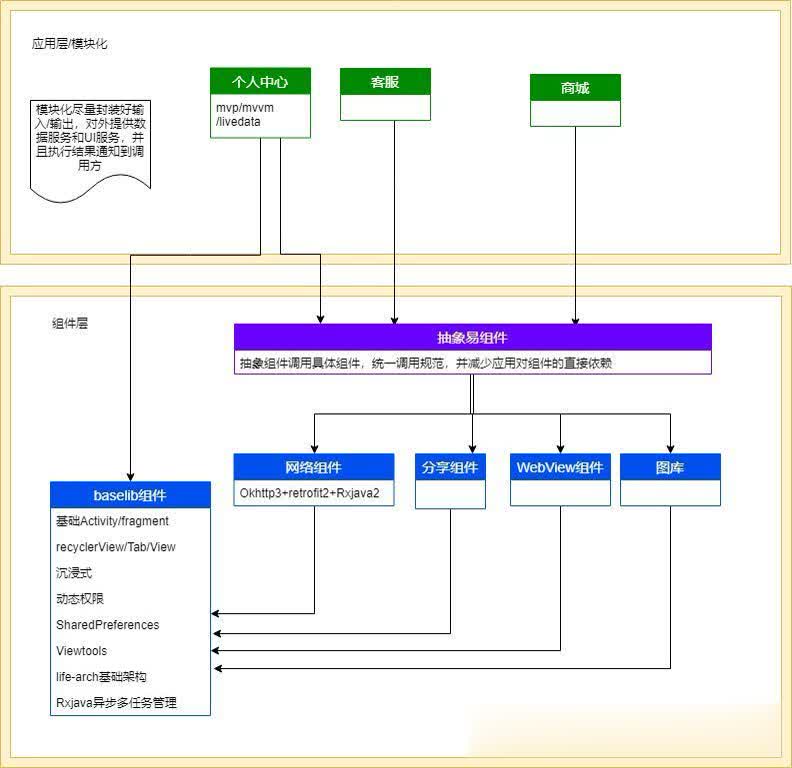 应用层/模块化
个人中心
mvp/mvvm
/livedata
客服
商城
模块化尽量封装好输
入/输出，对外提供数
据服务和UI服务，并
且执行结果通知到调
用方
组件层
抽象易组件
抽象组件调用具体组件，统一调用规范，并减少应用对组件的直接依赖
网络组件
Okhttp3+retrofit2+Rxjava2
分享组件
WebView组件
图库
baselib组件
基础Activity/fragment
recyclerView/Tab/View
沉浸式
动态权限
SharedPreferences
Viewtools
life-arch基础架构
Rxjava异步多任务管理